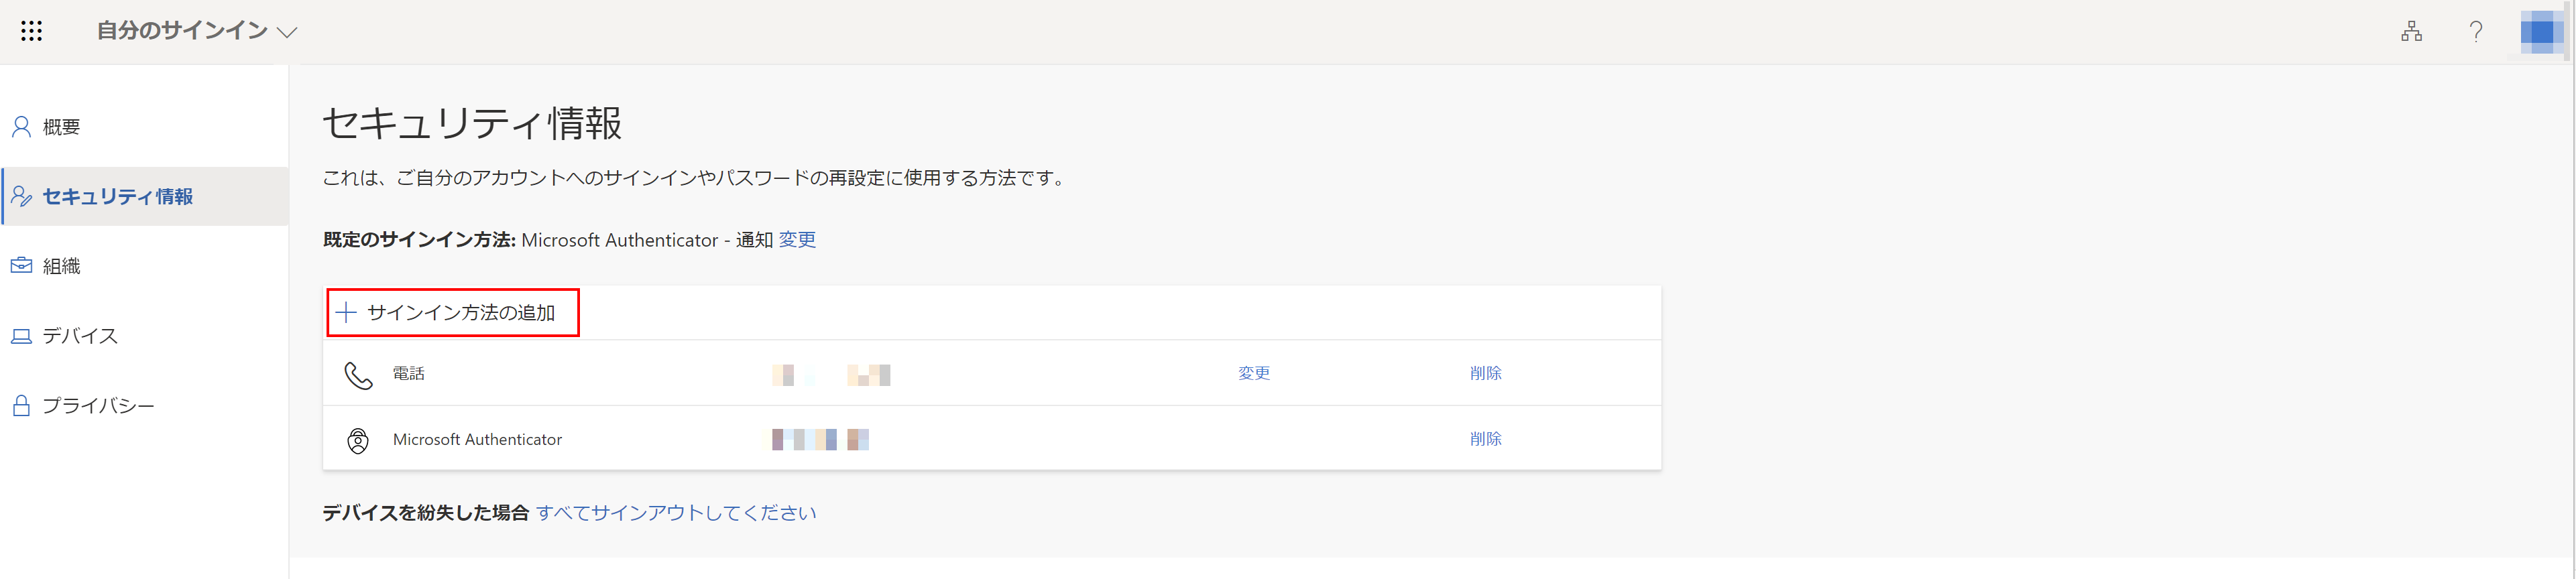 自分のサインイン
?
概要
セキュリティ情報
組織
デバイス
プライバシー
セキュリティ情報
これは、ご自分のアカウントへのサインインやパスワードの再設定に使用する方法です。
既定のサインイン方法: Microsoft Authenticator - 通知 変更
+ サインイン方法の追加
電話 変更 削除
Microsoft Authenticator 削除
デバイスを紛失した場合 すべてサインアウトしてください